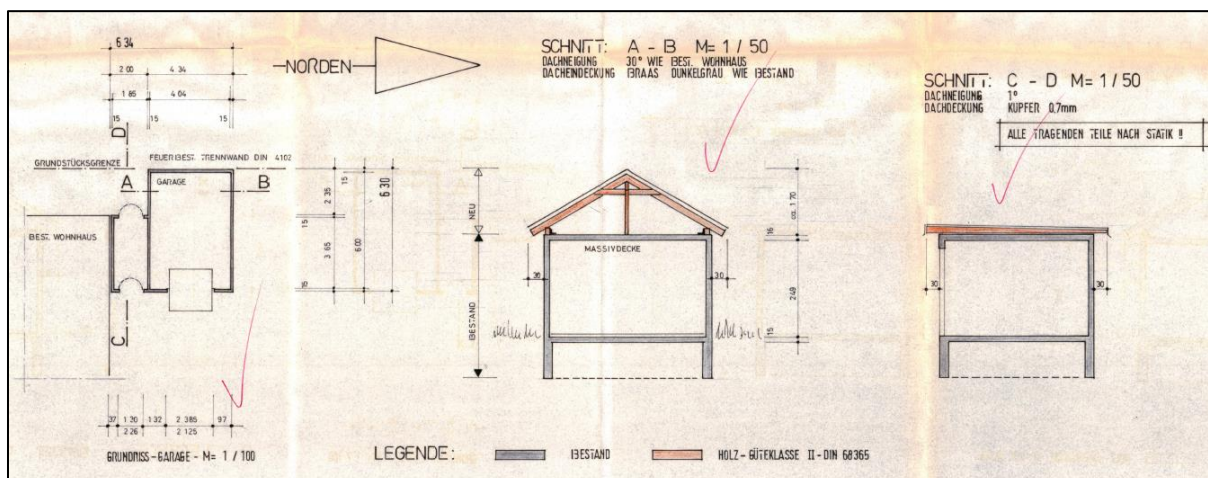 6 34
2 00 4 34
1 85 4 04
15 15 15
D
GRUNDSTÜCKSGRENZE FEUERBEST. TRENNWAND DIN 4102
A GARAGE B
BEST. WOHNHAUS
C
37 1 30 1 32 2 385 97
2 26 2 125
GRUNDRISS-GARAGE - M= 1 / 100
15
2 35
15
3 65
15
6 00
6 30
NORDEN
SCHNITT: A - B M= 1 / 50
DACHNEIGUNG 30° WIE BEST. WOHNHAUS
DACHEINDECKUNG BRAAS DUNKELGRAU WIE BESTAND
NEU
BESTAND
MASSIVDECKE
30 30
ca. 1 70
16
2 49
15
SCHNITT: C - D M= 1 / 50
DACHNEIGUNG 1°
DACHDECKUNG KUPFER 0.7mm
ALLE TRAGENDEN TEILE NACH STATIK !!
30 30
LEGENDE: BESTAND HOLZ - GÜTEKLASSE II - DIN 68365